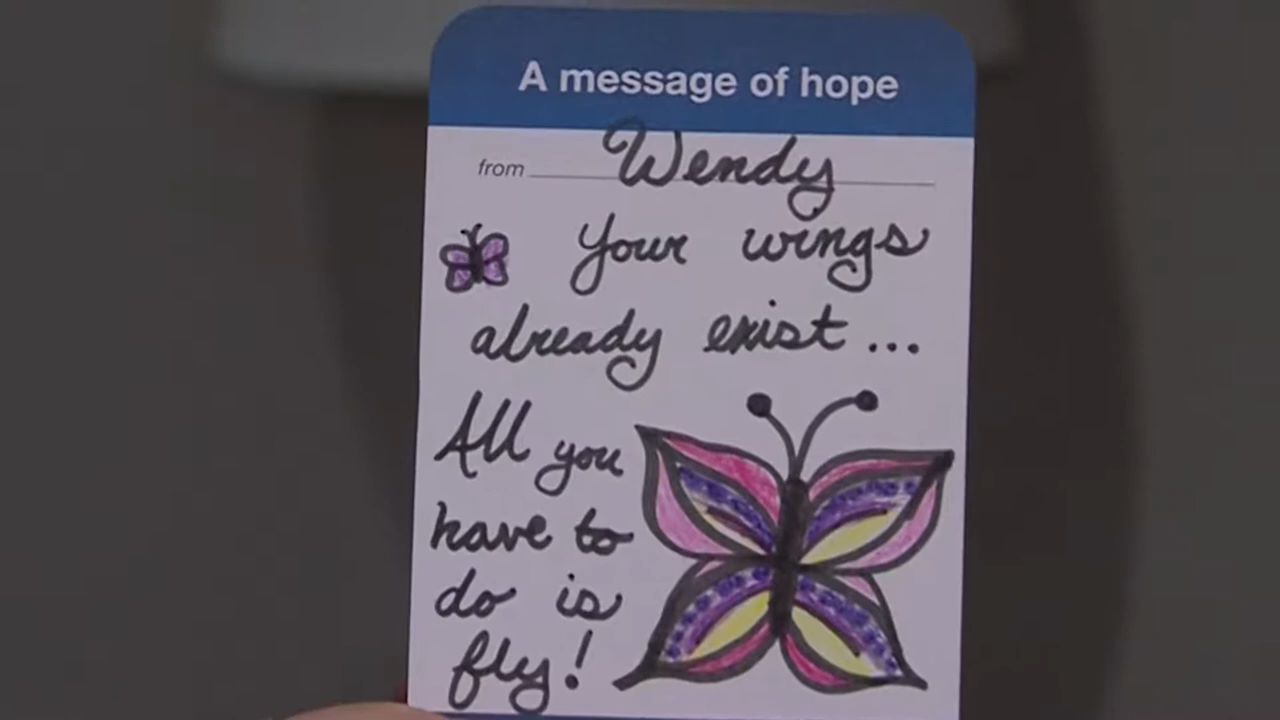 A message of hope
from Wendy
Your wings
already exist...
All you
have to
do is
fly!